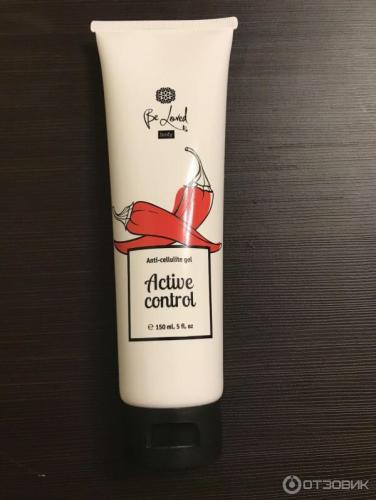 Be Loved
body
Anti-cellulite gel
Active
control
℮ 150 ml. 5 fl. oz
ОТЗОВИК